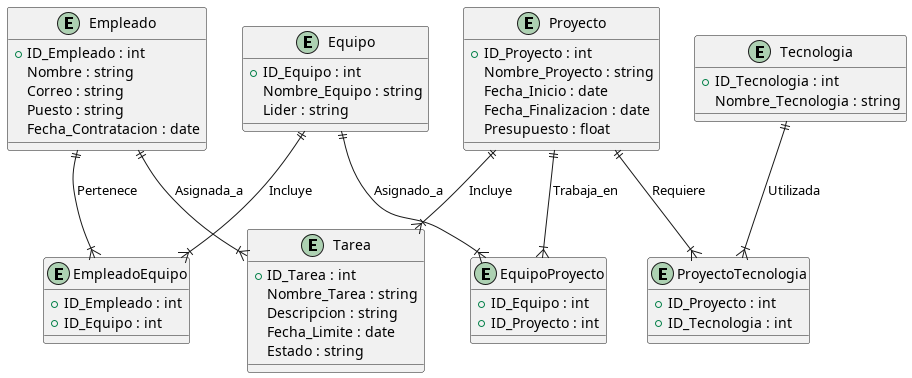 E Empleado
ID_Empleado : int
Nombre : string
Correo : string
Puesto : string
Fecha_Contratacion : date
E Equipo
ID_Equipo : int
Nombre_Equipo : string
Lider : string
E Proyecto
ID_Proyecto : int
Nombre_Proyecto : string
Fecha_Inicio : date
Fecha_Finalizacion : date
Presupuesto : float
E Tecnologia
ID_Tecnologia : int
Nombre_Tecnologia : string
Pertenece
Asignada_a
Incluye
Asignado_a
Incluye
Trabaja_en
Requiere
Utilizada
E EmpleadoEquipo
ID_Empleado : int
ID_Equipo : int
E Tarea
ID_Tarea : int
Nombre_Tarea : string
Descripcion : string
Fecha_Limite : date
Estado : string
E EquipoProyecto
ID_Equipo : int
ID_Proyecto : int
E ProyectoTecnologia
ID_Proyecto : int
ID_Tecnologia : int